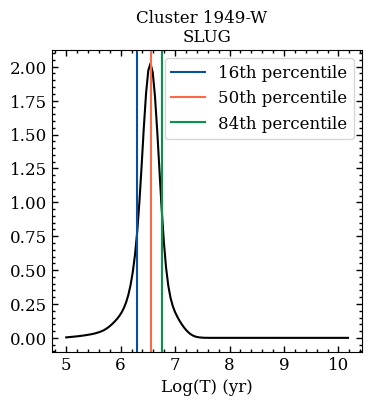 Cluster 1949-W
SLUG
16th percentile
50th percentile
84th percentile
2.00
1.75
1.50
1.25
1.00
0.75
0.50
0.25
0.00
5 6 7 8 9 10
Log(T) (yr)